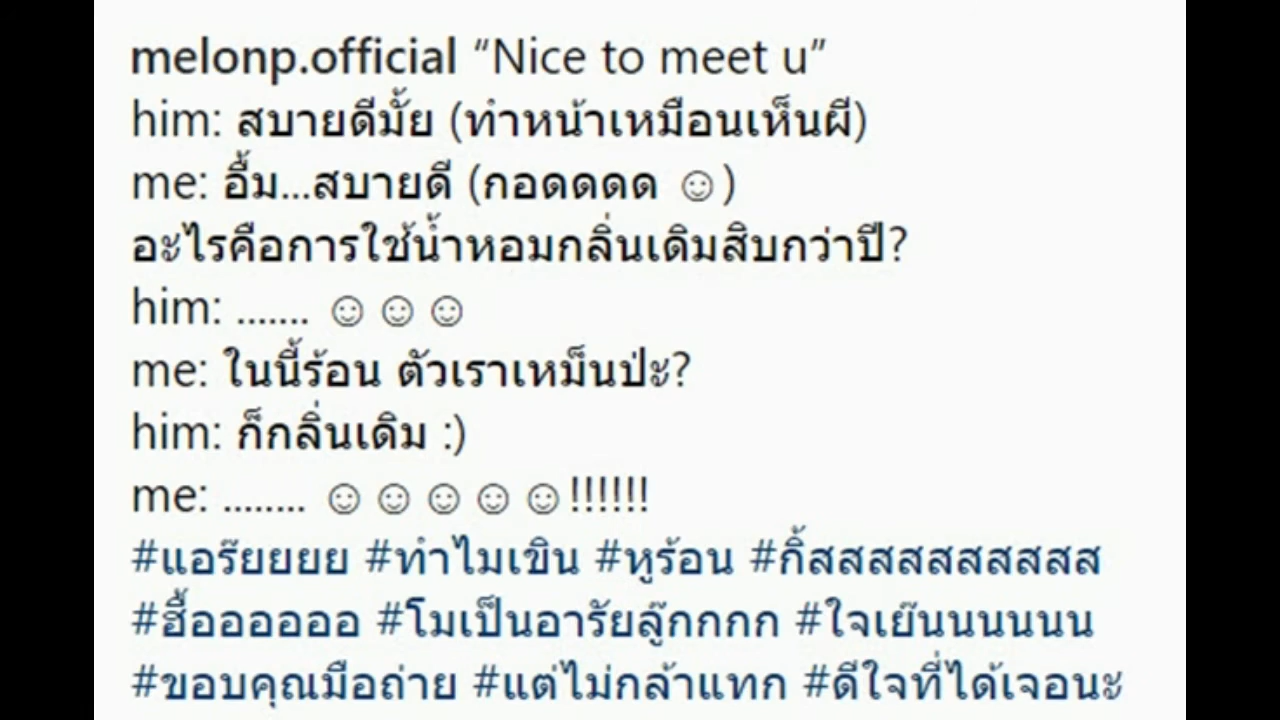 melonp.official “Nice to meet u”
him: สบายดีมั้ย (ทำหน้าเหมือนเห็นผี)
me: อื้ม...สบายดี (กอดดดด ☺)
อะไรคือการใช้น้ำหอมกลิ่นเดิมสิบกว่าปี?
him: ....... ☺☺☺
me: ในนี้ร้อน ตัวเราเหม็นป่ะ?
him: ก็กลิ่นเดิม :)
me: ........ ☺☺☺☺☺!!!!!!
#แอร๊ยยยย #ทำไมเขิน #หูร้อน #กิ้สสสสสสสสสส
#ฮื้ออออออ #โมเป็นอารัยลู๊กกกก #ใจเย๊นนนนนน
#ขอบคุณมือถ่าย #แต่ไม่กล้าแทก #ดีใจที่ได้เจอนะ